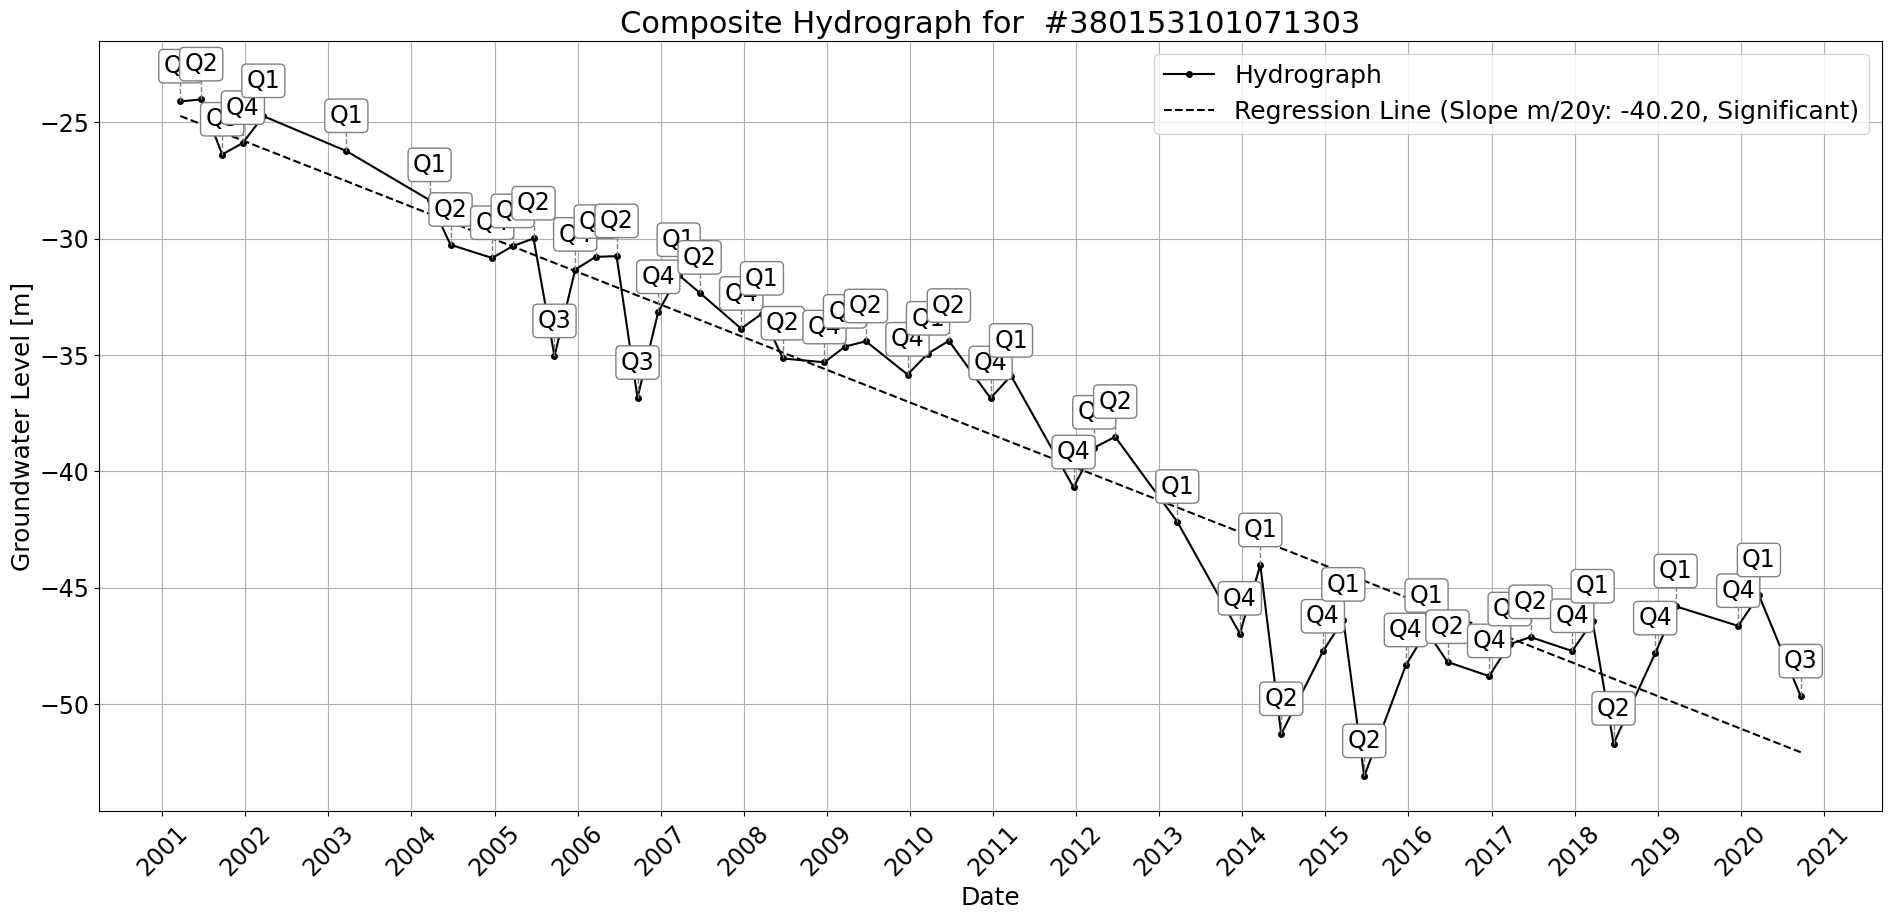 Composite Hydrograph for #380153101071303
Hydrograph
Regression Line (Slope m/20y: -40.20, Significant)
Groundwater Level [m]
−25
−30
−35
−40
−45
−50
Q2
Q4
Q1
Q1
Q1
Q2
Q2
Q3
Q2
Q3
Q4
Q1
Q2
Q4
Q1
Q2
Q4
Q2
Q4
Q1
Q2
Q4
Q1
Q4
Q2
Q1
Q4
Q1
Q2
Q4
Q1
Q2
Q4
Q1
Q2
Q4
Q2
Q4
Q1
Q2
Q4
Q1
Q4
Q1
Q3
2001
2002
2003
2004
2005
2006
2007
2008
2009
2010
2011
2012
2013
2014
2015
2016
2017
2018
2019
2020
2021
Date